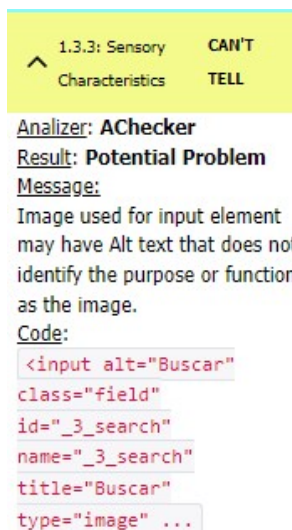 1.3.3: Sensory Characteristics CAN'T TELL
Analizer: AChecker
Result: Potential Problem
Message:
Image used for input element
may have Alt text that does not
identify the purpose or function
as the image.
Code:
<input alt="Buscar"
class="field"
id="_3_search"
name="_3_search"
title="Buscar"
type="image" ...